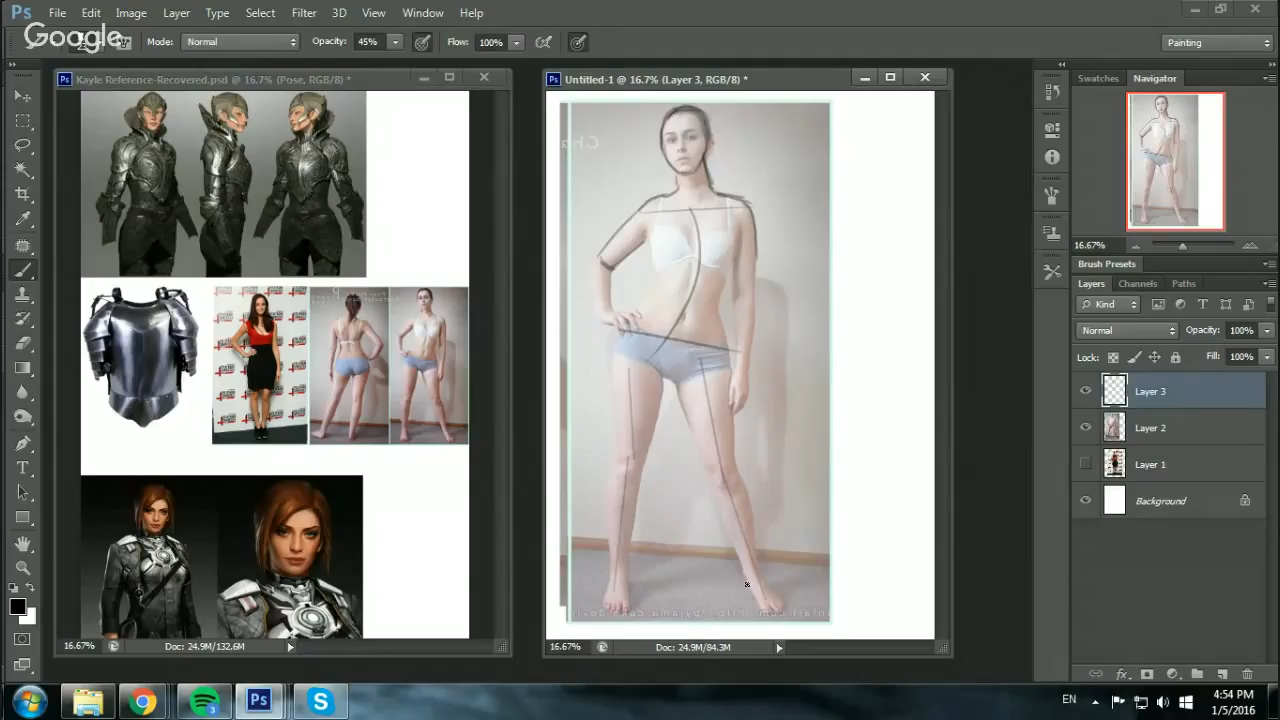 Ps File Edit Image Layer Type Select Filter 3D View Window Help
Google
Mode: Normal Opacity: 45% Flow: 100% Painting
Kayle Reference-Recovered.psd @ 16.7% (Pose, RGB/8) *
Untitled-1 @ 16.7% (Layer 3, RGB/8) *
Swatches Navigator
16.67%
Brush Presets
Layers Channels Paths
Kind
Normal Opacity: 100%
Lock: Fill: 100%
Layer 3
Layer 2
Layer 1
Background
16.67% Doc: 24.9M/132.6M
16.67% Doc: 24.9M/84.3M
EN 4:54 PM
1/5/2016